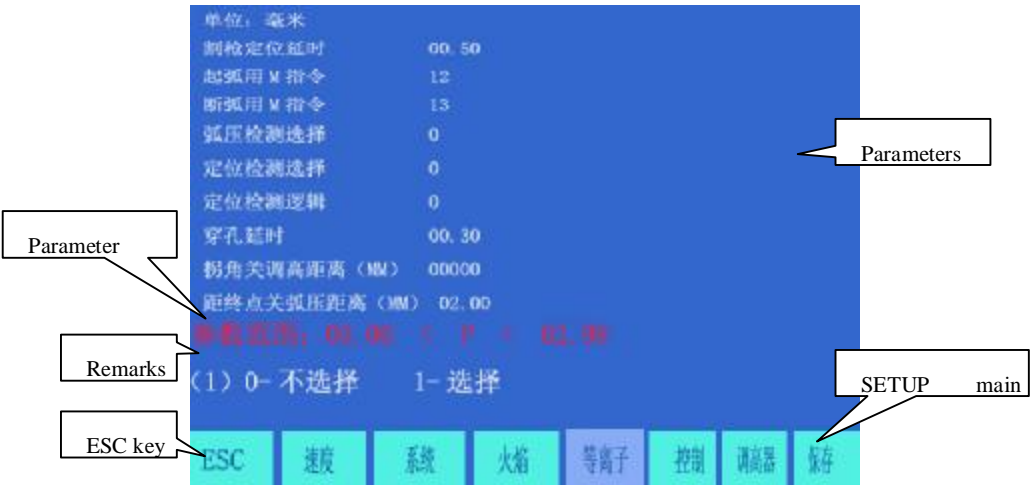 单位：毫米
割枪定位延时 00.50
起弧用 M 指令 12
断弧用 M 指令 13
弧压检测选择 0
定位检测选择 0
定位检测逻辑 0
穿孔延时 00.30
拐角关调高距离（MM） 00000
距终点关弧压距离（MM） 02.00
参数范围：
（1）0-不选择 1-选择
ESC 速度 系统 火焰 等离子 控制 调高器 保存
Parameters
Parameter
Remarks
SETUP main
ESC key